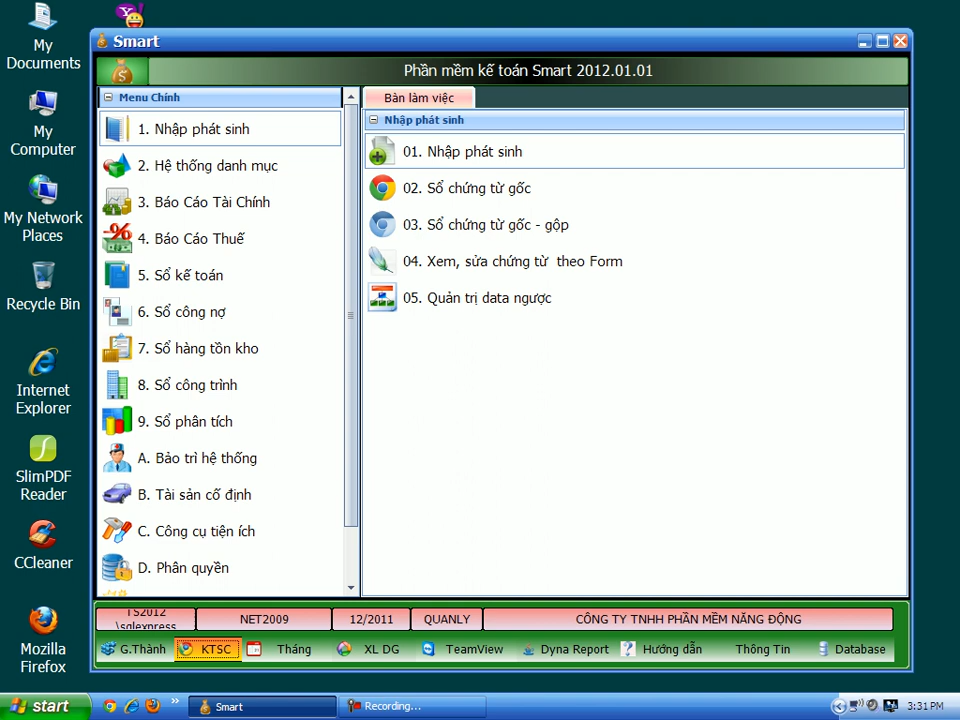 My
Documents
My
Computer
My Network
Places
Recycle Bin
Internet
Explorer
SlimPDF
Reader
CCleaner
Mozilla
Firefox
Smart
Phần mềm kế toán Smart 2012.01.01
Menu Chính
1. Nhập phát sinh
2. Hệ thống danh mục
3. Báo Cáo Tài Chính
4. Báo Cáo Thuế
5. Sổ kế toán
6. Sổ công nợ
7. Sổ hàng tồn kho
8. Sổ công trình
9. Sổ phân tích
A. Bảo trì hệ thống
B. Tài sản cố định
C. Công cụ tiện ích
D. Phân quyền
Bàn làm việc
Nhập phát sinh
01. Nhập phát sinh
02. Sổ chứng từ gốc
03. Sổ chứng từ gốc - gộp
04. Xem, sửa chứng từ theo Form
05. Quản trị data ngược
TS2012
\sqlexpress
NET2009
12/2011
QUANLY
CÔNG TY TNHH PHẦN MỀM NĂNG ĐỘNG
G.Thành
KTSC
Tháng
XL DG
TeamView
Dyna Report
Hướng dẫn
Thông Tin
Database
start
Smart
Recording...
3:31 PM